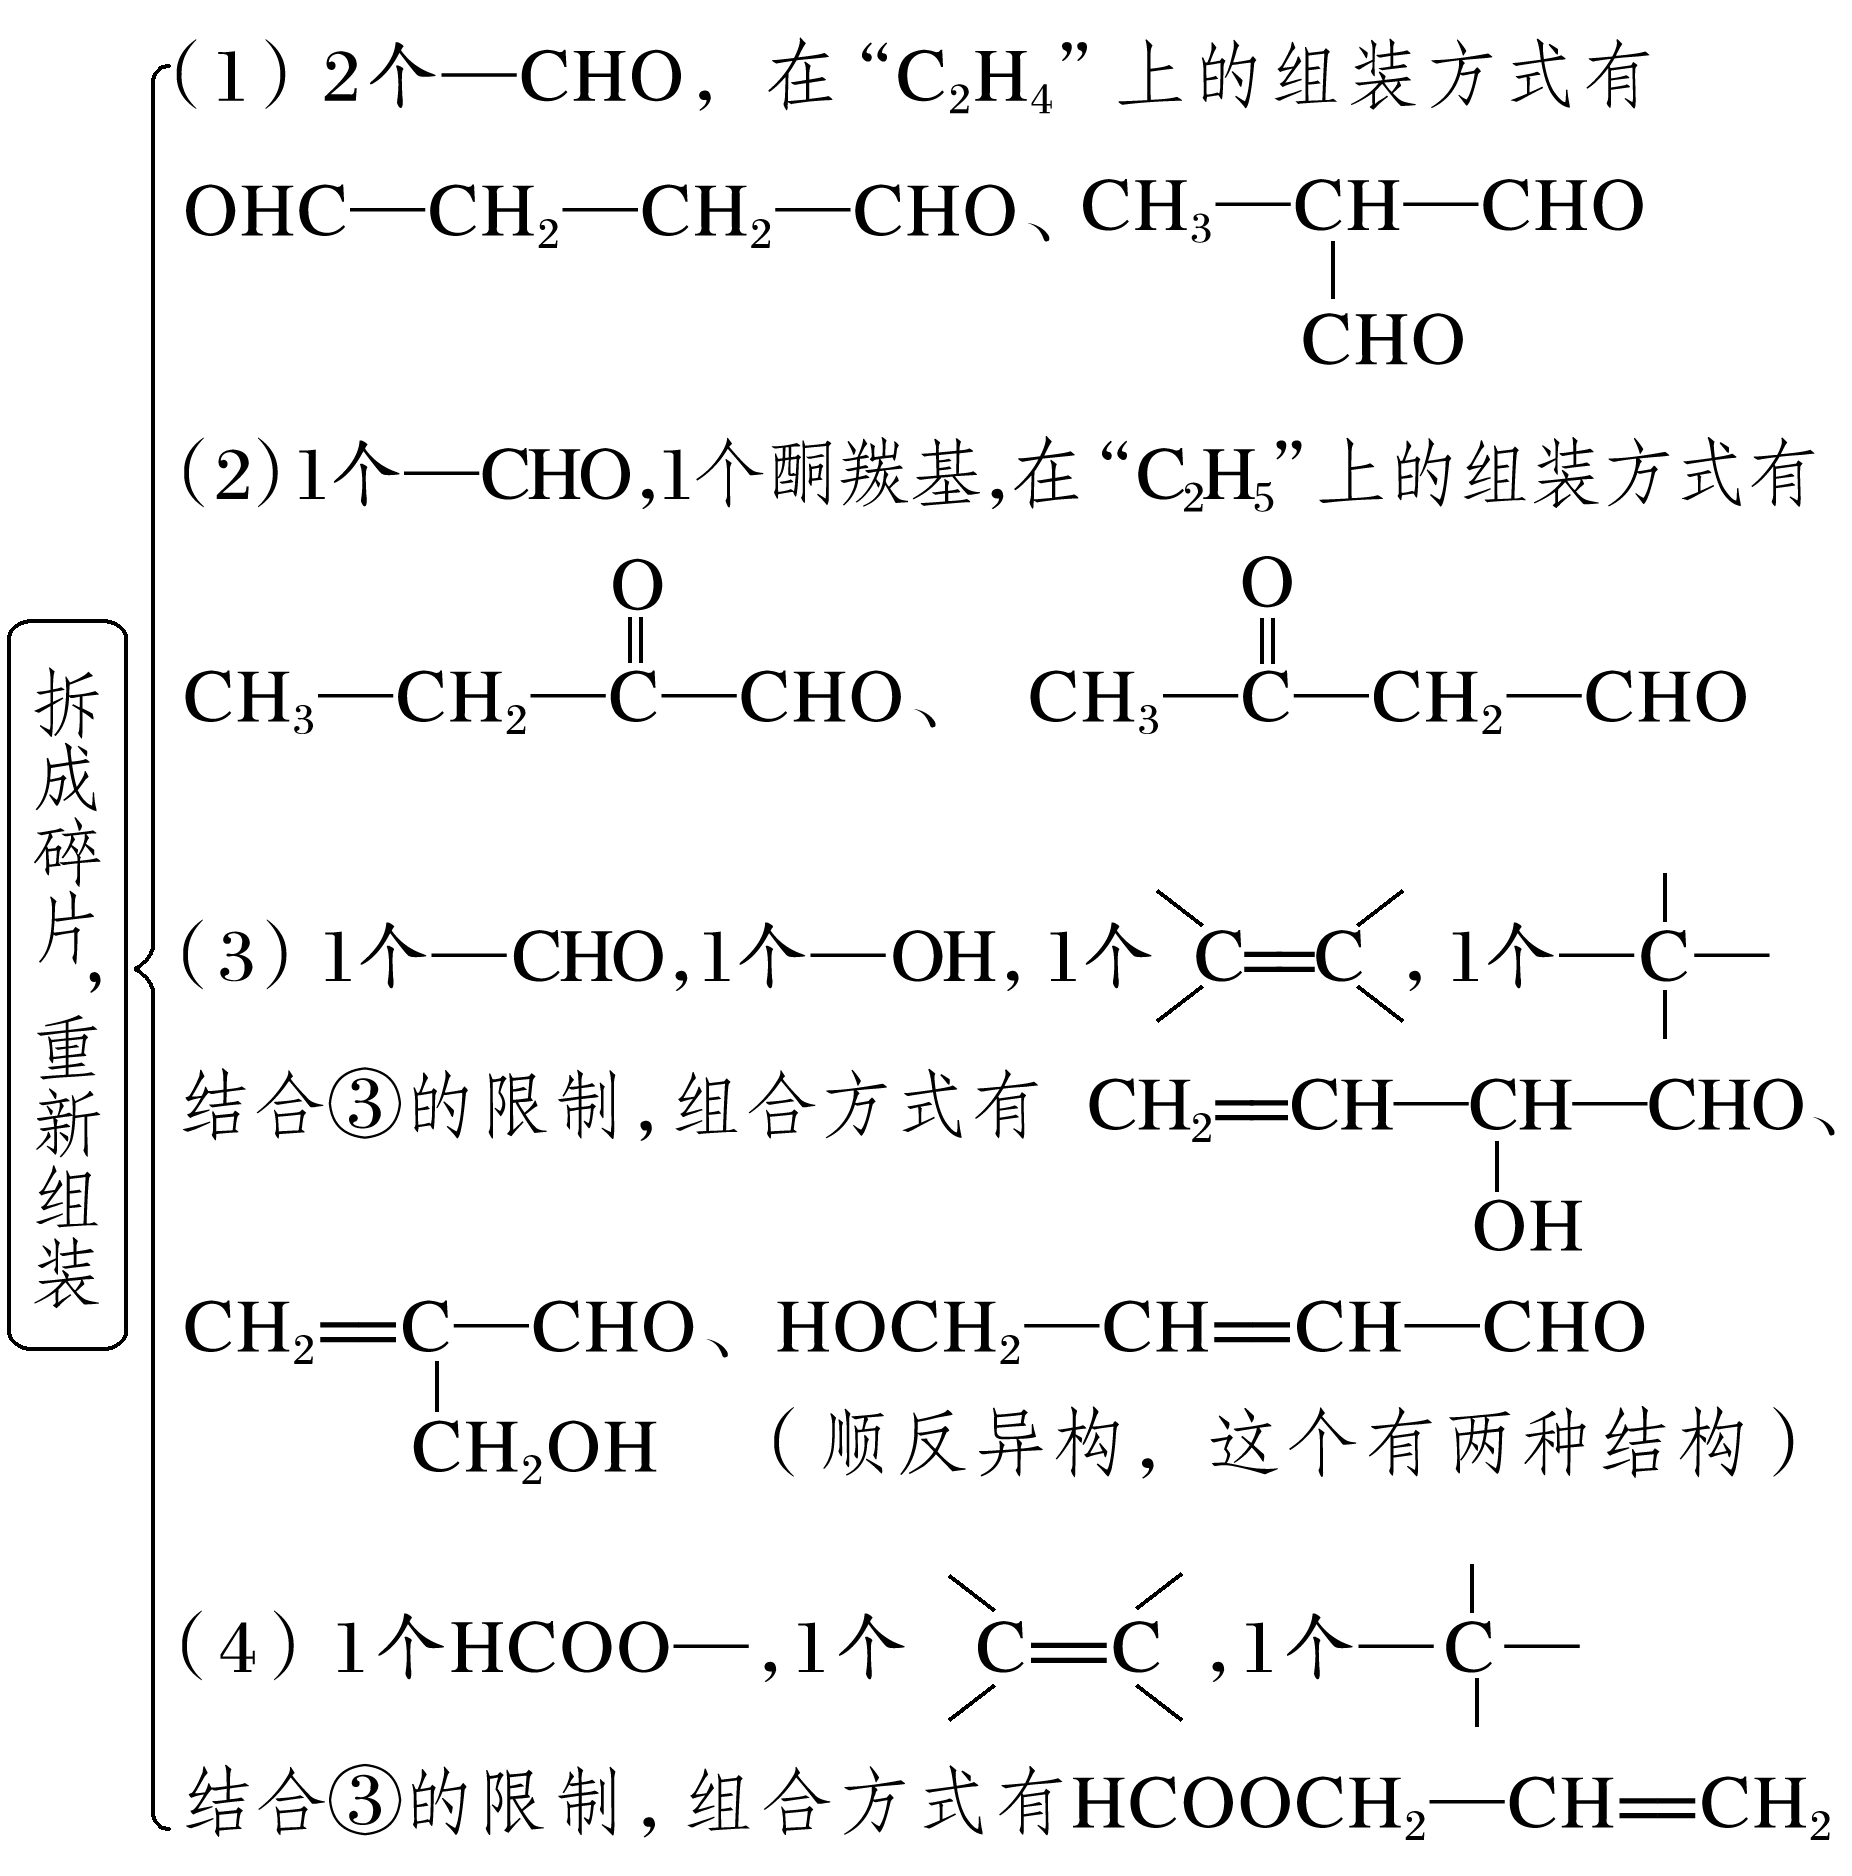 拆成碎片，重新组装
(1) 2个—CHO，在“C₂H₄”上的组装方式有
OHC—CH₂—CH₂—CHO、CH₃—CH—CHO
CHO
(2)1个—CHO,1个酮羰基,在“C₂H₅”上的组装方式有
O O
CH₃—CH₂—C—CHO、 CH₃—C—CH₂—CHO
(3) 1个—CHO,1个—OH, 1个 C=C , 1个—C—
结合③的限制,组合方式有 CH₂=CH—CH—CHO、
OH
CH₂=C—CHO、HOCH₂—CH=CH—CHO
CH₂OH (顺反异构，这个有两种结构)
(4) 1个HCOO—,1个 C=C ,1个—C—
结合③的限制,组合方式有HCOOCH₂—CH=CH₂